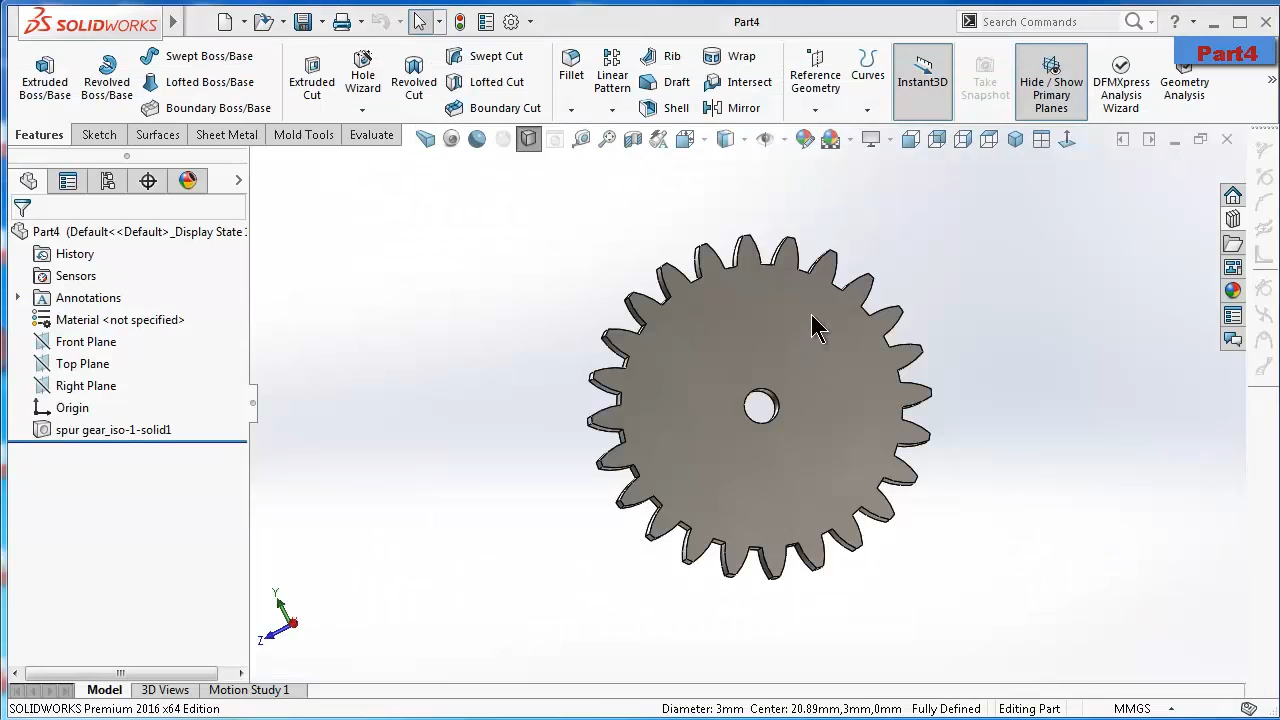 SOLIDWORKS
Part4
Search Commands
?
Part4
Extruded Boss/Base
Revolved Boss/Base
Swept Boss/Base
Lofted Boss/Base
Boundary Boss/Base
Extruded Cut
Hole Wizard
Revolved Cut
Swept Cut
Lofted Cut
Boundary Cut
Fillet
Linear Pattern
Rib
Draft
Shell
Wrap
Intersect
Mirror
Reference Geometry
Curves
Instant3D
Take Snapshot
Hide / Show Primary Planes
DFMXpress Analysis Wizard
Geometry Analysis
Features
Sketch
Surfaces
Sheet Metal
Mold Tools
Evaluate
Part4 (Default<<Default>_Display State 1
History
Sensors
Annotations
Material <not specified>
Front Plane
Top Plane
Right Plane
Origin
spur gear_iso-1-solid1
Y
Z
Model
3D Views
Motion Study 1
SOLIDWORKS Premium 2016 x64 Edition
Diameter: 3mm Center: 20.89mm,3mm,0mm
Fully Defined
Editing Part
MMGS